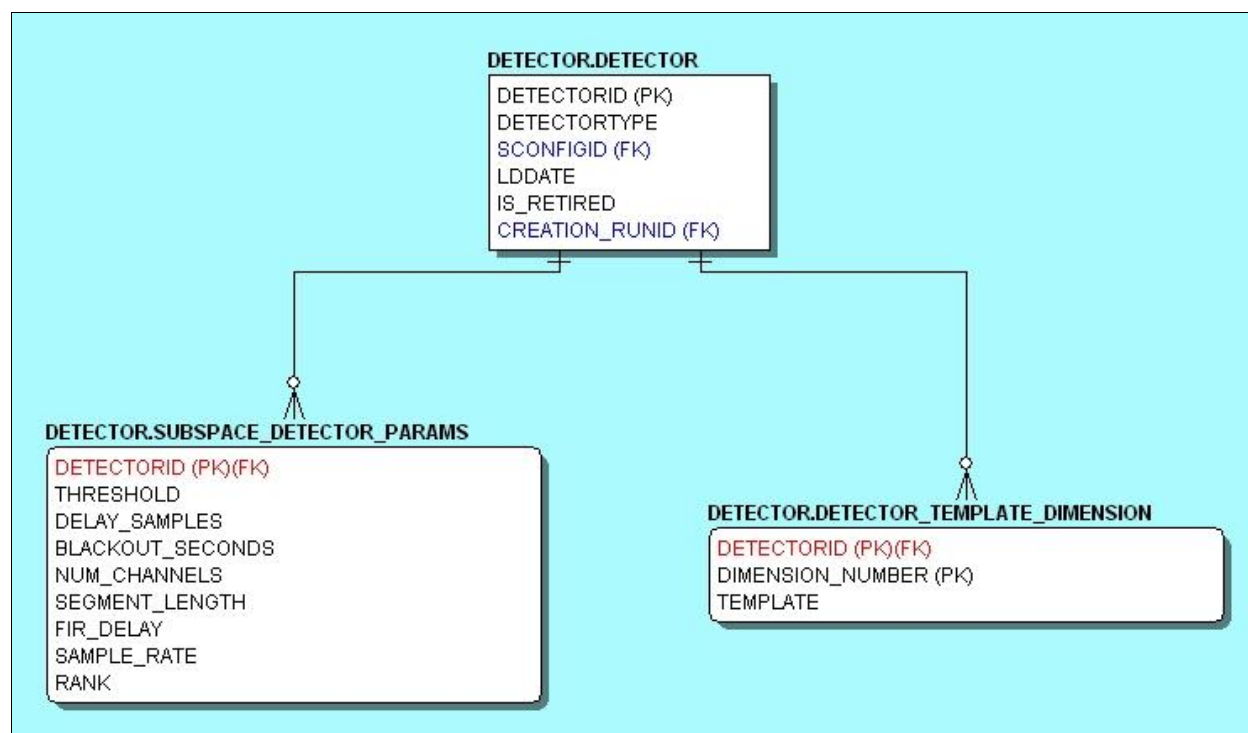 DETECTOR.DETECTOR
DETECTORID (PK)
DETECTORTYPE
SCONFIGID (FK)
LDDATE
IS_RETIRED
CREATION_RUNID (FK)
DETECTOR.SUBSPACE_DETECTOR_PARAMS
DETECTORID (PK)(FK)
THRESHOLD
DELAY_SAMPLES
BLACKOUT_SECONDS
NUM_CHANNELS
SEGMENT_LENGTH
FIR_DELAY
SAMPLE_RATE
RANK
DETECTOR.DETECTOR_TEMPLATE_DIMENSION
DETECTORID (PK)(FK)
DIMENSION_NUMBER (PK)
TEMPLATE